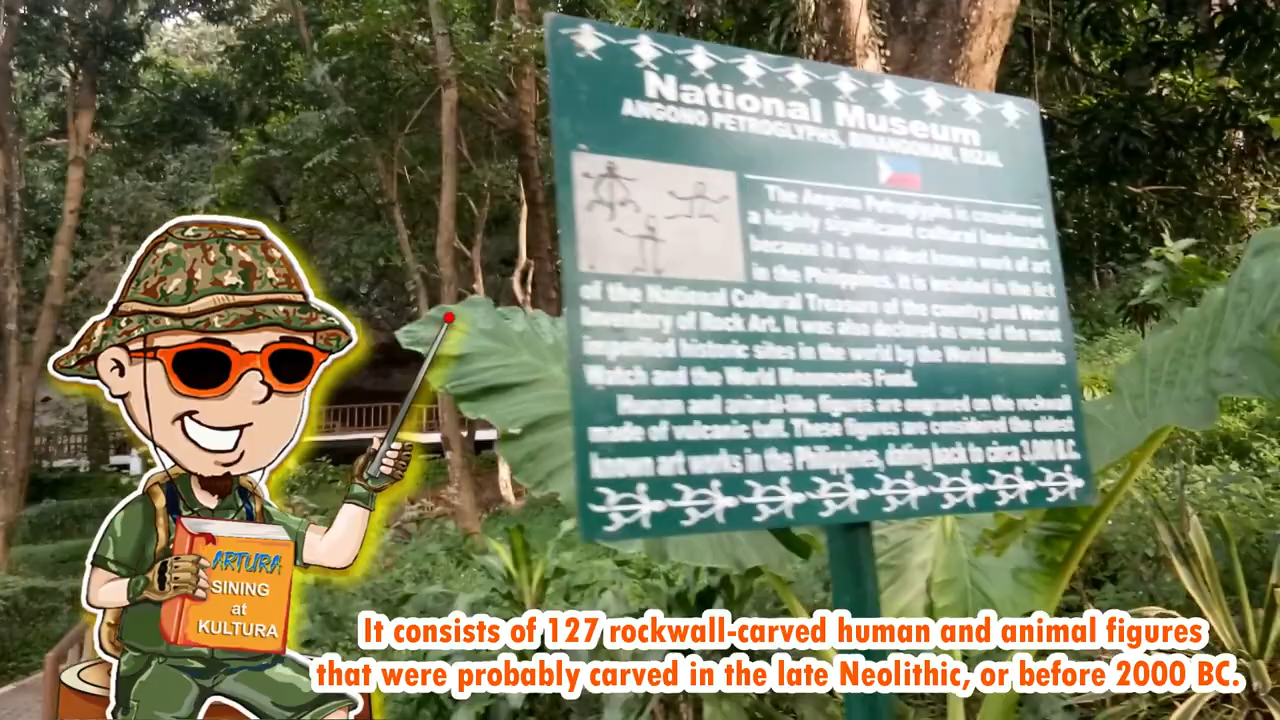 National Museum
ANGONO PETROGLYPHS, BINANGONAN, RIZAL
The Angono Petroglyphs is considered
a highly significant cultural landmark
because it is the oldest known work of art
in the Philippines. It is included in the list
of the National Cultural Treasure of the country and World
Inventory of Rock Art. It was also declared as one of the most
imperiled historic sites in the world by the World Monuments
Watch and the World Monuments Fund.
Human and animal-like figures are engraved on the rockwall
made of volcanic tuff. These figures are considered the oldest
known art works in the Philippines, dating back to circa 3,000 B.C.
ARTURA
SINING
at
KULTURA
It consists of 127 rockwall-carved human and animal figures
that were probably carved in the late Neolithic, or before 2000 BC.